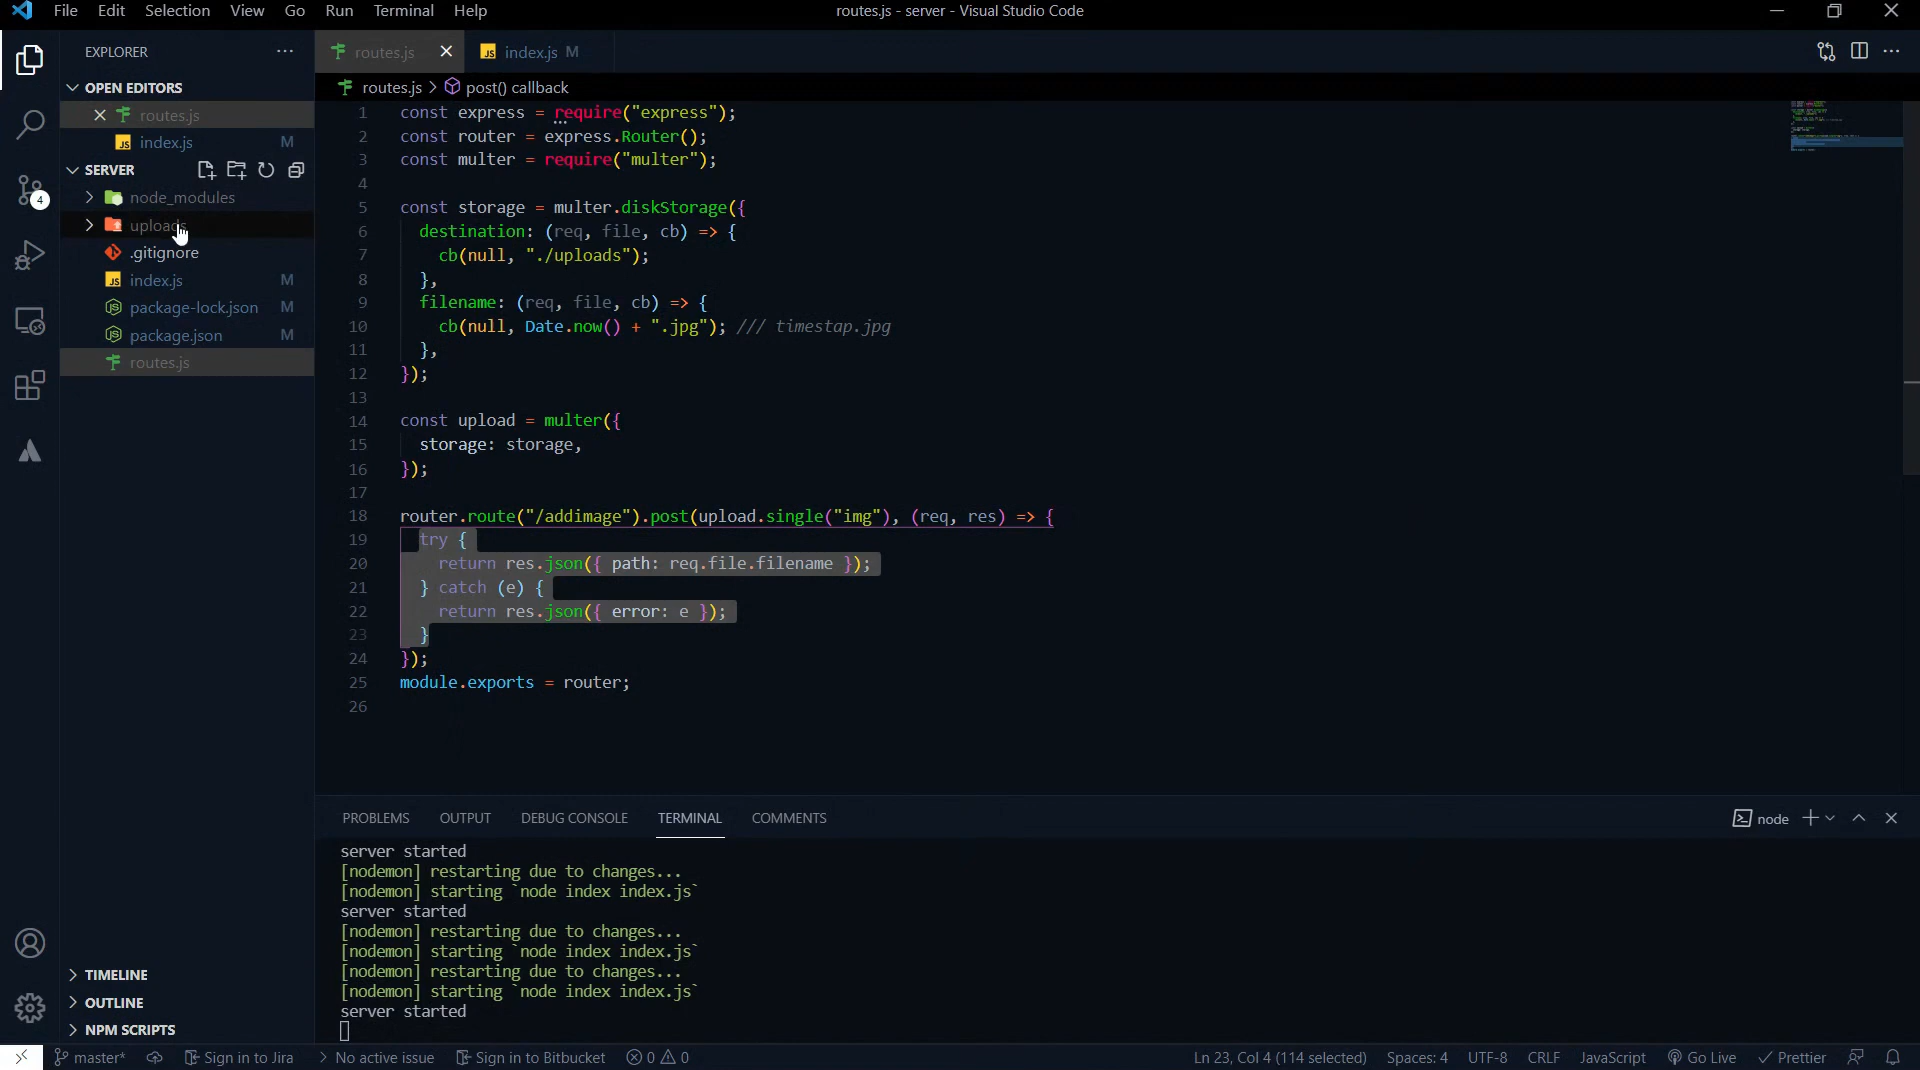 File Edit Selection View Go Run Terminal Help
routes.js - server - Visual Studio Code
EXPLORER
OPEN EDITORS
routes.js
index.js M
SERVER
node_modules
uploads
.gitignore
index.js M
package-lock.json M
package.json M
routes.js
4
TIMELINE
OUTLINE
NPM SCRIPTS
routes.js
JS index.js M
routes.js > post() callback
1 const express = require("express");
2 const router = express.Router();
3 const multer = require("multer");
4
5 const storage = multer.diskStorage({
6 destination: (req, file, cb) => {
7 cb(null, "./uploads");
8 },
9 filename: (req, file, cb) => {
10 cb(null, Date.now() + ".jpg"); /// timestap.jpg
11 },
12 });
13
14 const upload = multer({
15 storage: storage,
16 });
17
18 router.route("/addimage").post(upload.single("img"), (req, res) => {
19 try {
20 return res.json({ path: req.file.filename });
21 } catch (e) {
22 return res.json({ error: e });
23 }
24 });
25 module.exports = router;
26
PROBLEMS OUTPUT DEBUG CONSOLE TERMINAL COMMENTS
node
server started
[nodemon] restarting due to changes...
[nodemon] starting `node index index.js`
server started
[nodemon] restarting due to changes...
[nodemon] starting `node index index.js`
[nodemon] restarting due to changes...
[nodemon] starting `node index index.js`
server started
master* Sign in to Jira No active issue Sign in to Bitbucket 0 0 Ln 23, Col 4 (114 selected) Spaces: 4 UTF-8 CRLF JavaScript Go Live Prettier